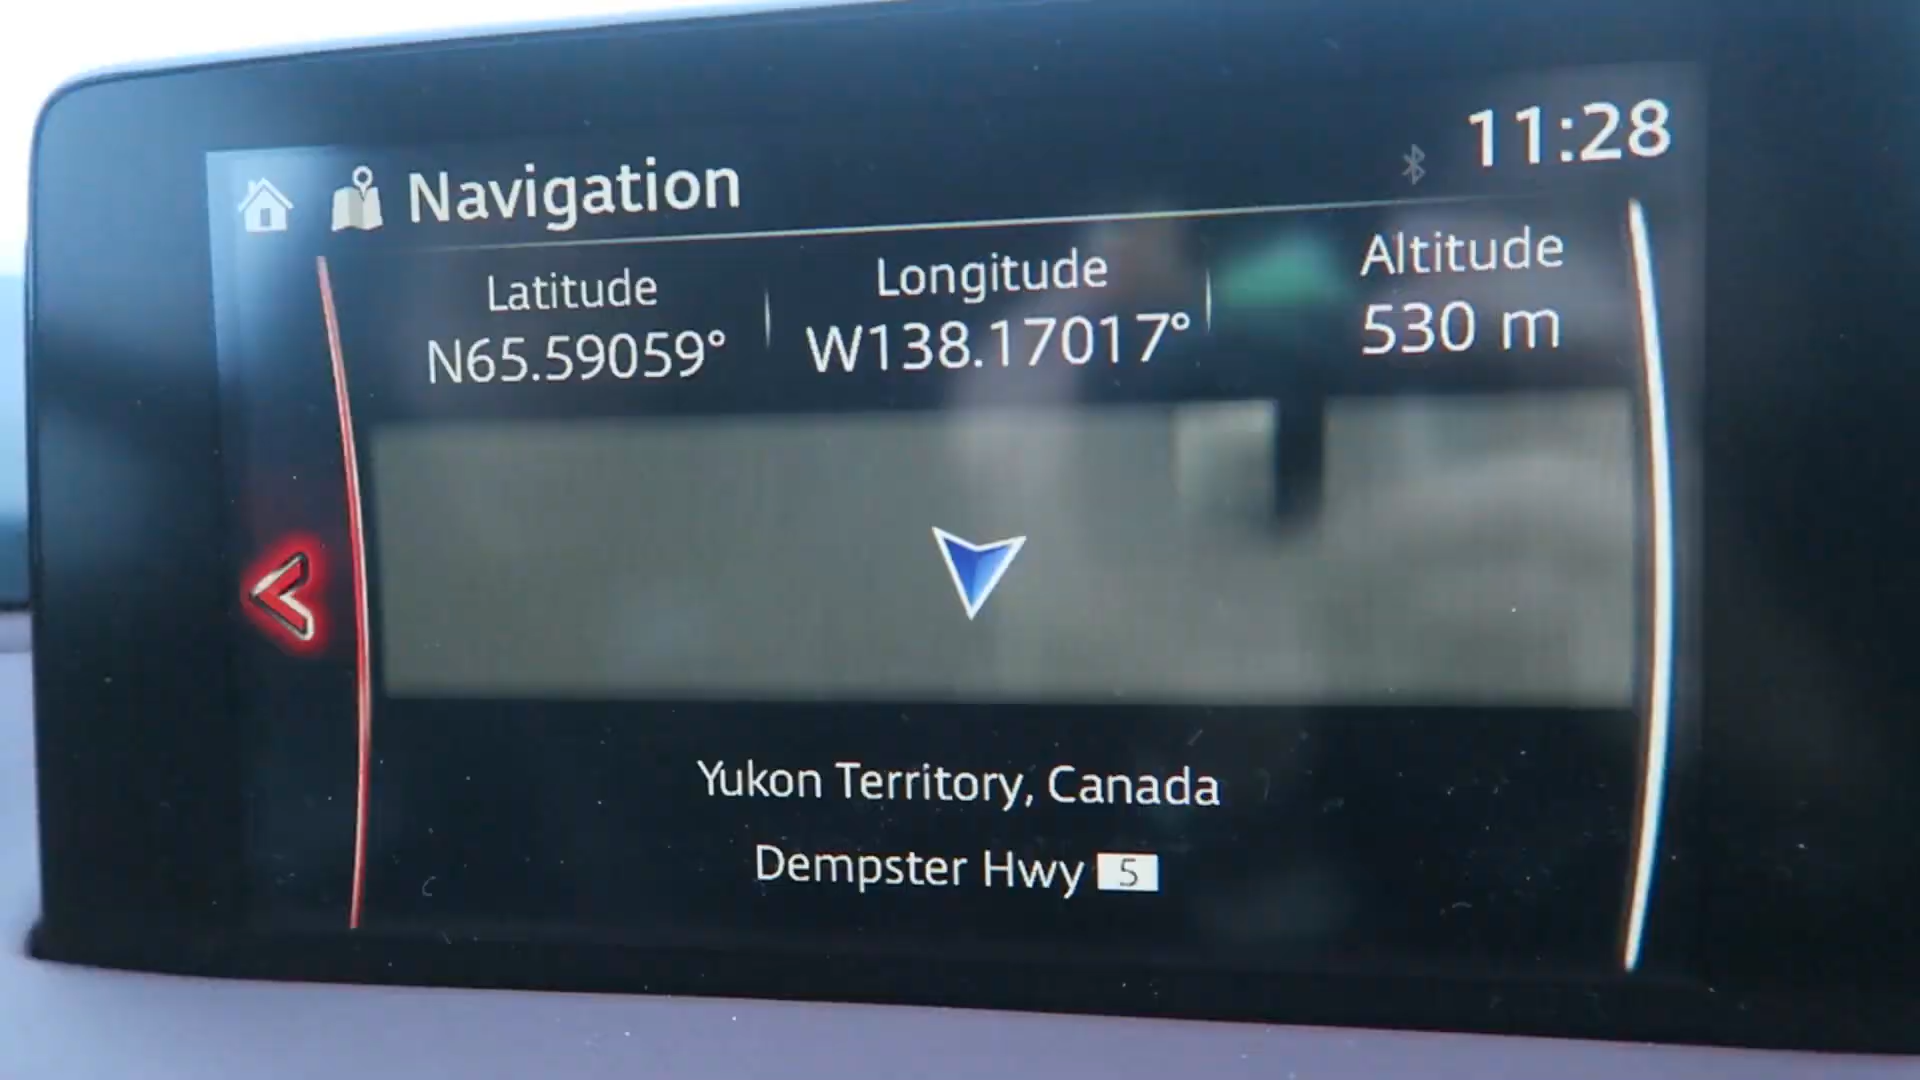 Navigation
11:28
Latitude
Longitude
Altitude
N65.59059°
W138.17017°
530 m
Yukon Territory, Canada
Dempster Hwy 5